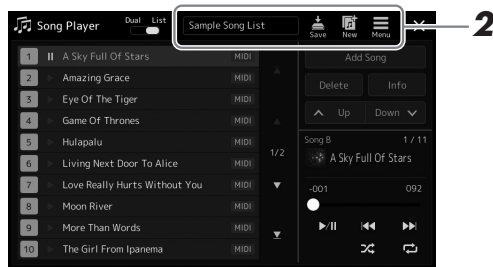 Song Player
Dual List
Sample Song List
Save
New
Menu
2
1 A Sky Full Of Stars MIDI
2 Amazing Grace MIDI
3 Eye Of The Tiger MIDI
4 Game Of Thrones MIDI
5 Hulapalu MIDI
6 Living Next Door To Alice MIDI
7 Love Really Hurts Without You MIDI
8 Moon River MIDI
9 More Than Words MIDI
10 The Girl From Ipanema MIDI
1/2
Add Song
Delete Info
Up Down
Song B 1 / 11
A Sky Full Of Stars
-001 092